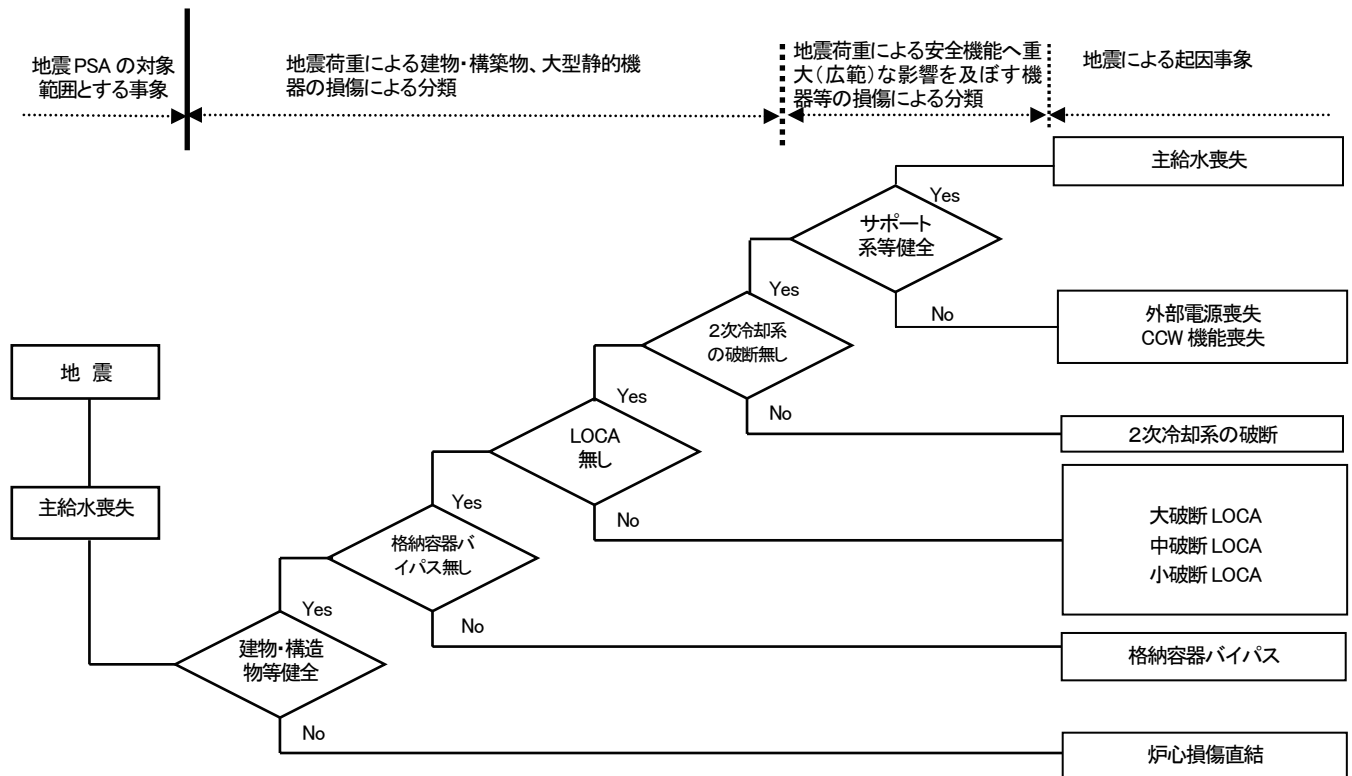 地震 PSA の対象
範囲とする事象
地震荷重による建物・構築物、大型静的機
器の損傷による分類
地震荷重による安全機能へ重
大(広範)な影響を及ぼす機
器等の損傷による分類
地震による起因事象
主給水喪失
Yes
サポート
系等健全
No
外部電源喪失
CCW 機能喪失
Yes
2次冷却系
の破断無し
No
2次冷却系の破断
地 震
Yes
LOCA
無し
No
大破断 LOCA
中破断 LOCA
小破断 LOCA
主給水喪失
Yes
格納容器バ
イパス無し
No
格納容器バイパス
Yes
建物・構造
物等健全
No
炉心損傷直結